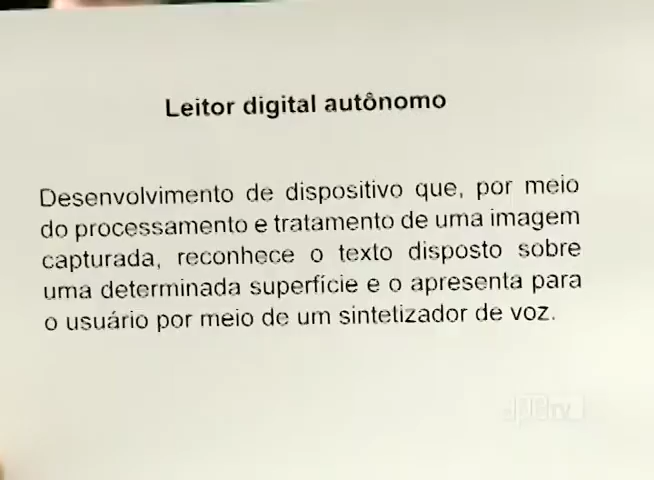 Leitor digital autônomo
Desenvolvimento de dispositivo que, por meio
do processamento e tratamento de uma imagem
capturada, reconhece o texto disposto sobre
uma determinada superfície e o apresenta para
o usuário por meio de um sintetizador de voz.